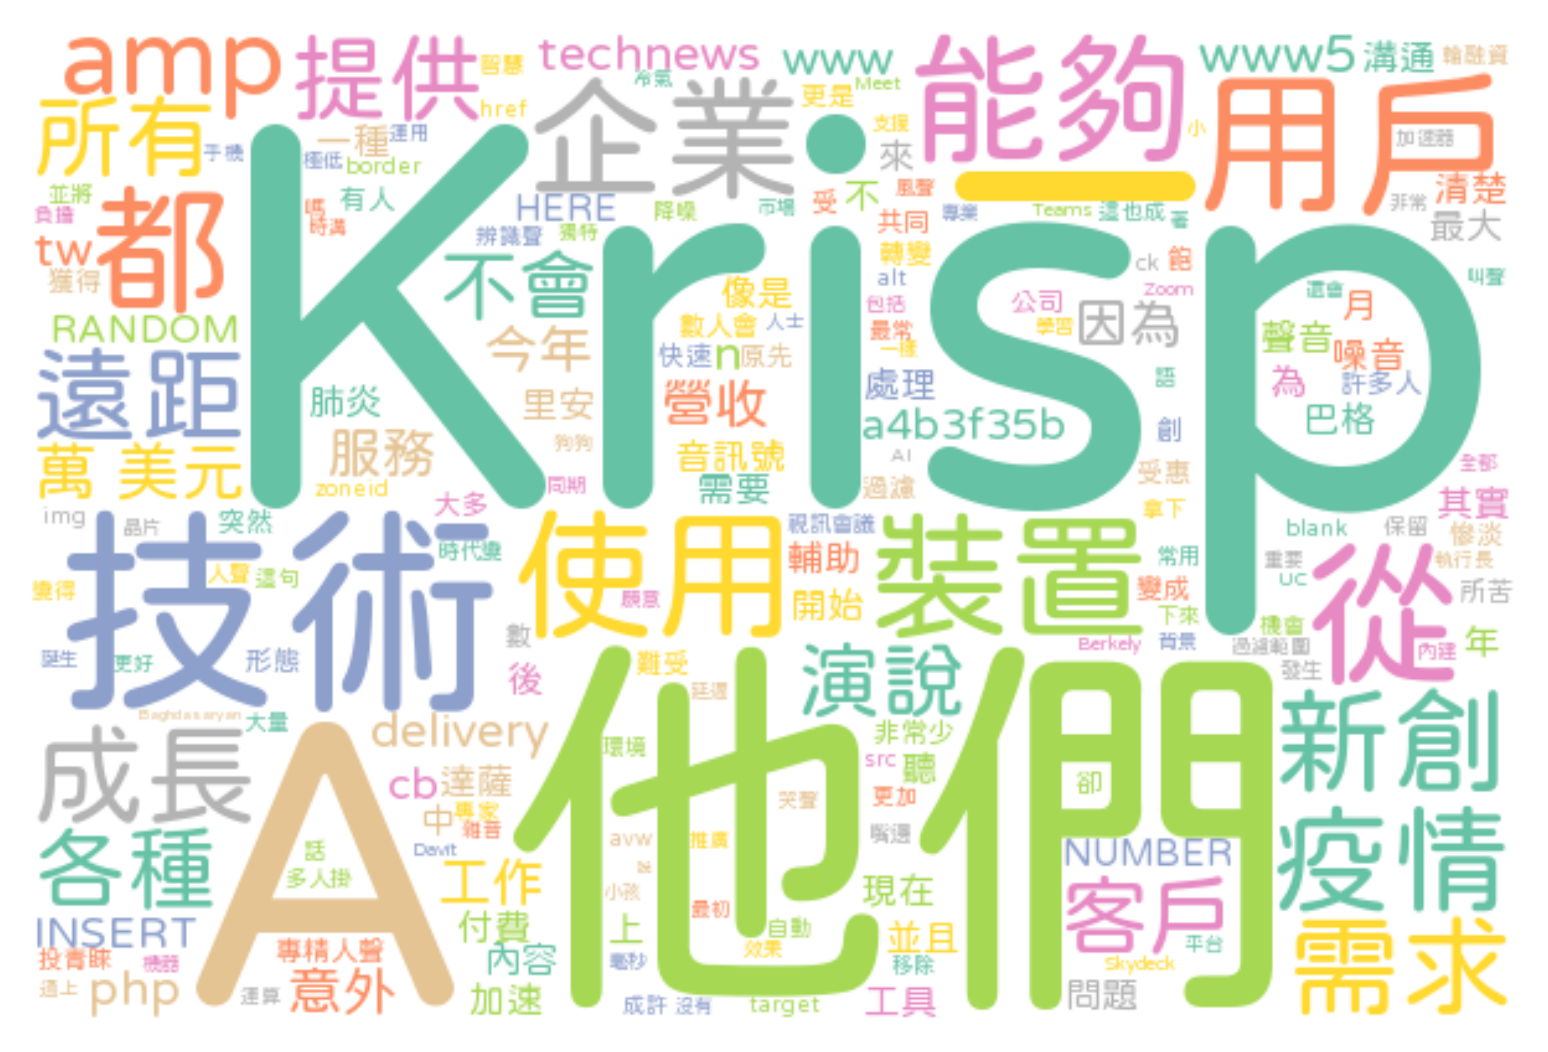 amp
提供
智慧
technews
冷氣
www
能夠
www5
溝通
輪融資
所有
href
企業
更是
Meet
用戶
手機
一種
運用
極低
border
支援
小
來
加速器
並將
負擔
都
有人
嗎
時溝
HERE
降噪
市場
受
不
風聲
共同
專業
一
Teams
這也成
著
清楚
非常
最大
tw
獲得
Krisp
辨識聲
獨特
不會
像是
轉變
alt
ck
飽
Zoom
叫聲
RANDOM
今年
數人會
人士
包括
最常
一樣
公司
學習
因為
還會
月
聲音
噪音
遠距
肺炎
里安
快速
n
原先
營收
處理
語
為
許多人
服務
狗狗
a4b3f35b
創
巴格
萬
美元
zoneid
音訊號
AI
需要
過濾
受惠
全部
img
晶片
突然
大多
同期
視訊會議
拿下
其實
blank
保留
慘淡
技術
時代變
使用
輔助
裝置
常用
重要
執行長
變得
人聲
這句
願意
開始
變成
uc
從
所苦
下來
誕生
更好
形態
數
後
難受
演說
Berkely
背景
過濾範圍
機會
年
內建
發生
Baghdasaryan
大量
延遲
成長
A
delivery
他們
環境
非常少
新創
cb
達薩
src
聽
卻
中
專家
雜音
哭聲
更加
各種
話
Davit
avw
推廣
嘴邊
NUMBER
疫情
多人掛
工作
小孩
最初
現在
客戶
INSERT
付費
上
自動
並且
平台
需求
投青睞
機器
專精人聲
內容
毫秒
效果
移除
Skydeck
適上
php
運算
意外
加速
成許
沒有
target
工具
問題